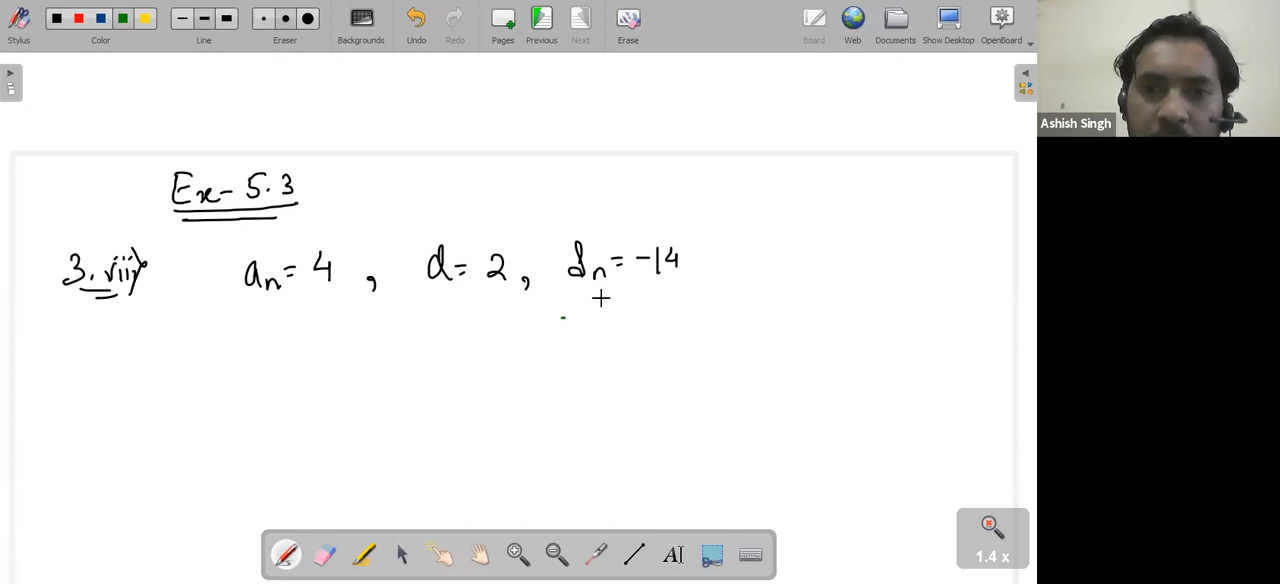 Stylus Color Line Eraser Backgrounds Undo Redo Pages Previous Next Erase Board Web Documents Show Desktop OpenBoard
Ashish Singh
Ex- 5.3
3. viii) an = 4 , d = 2 , Sn = -14
AI
1.4 x